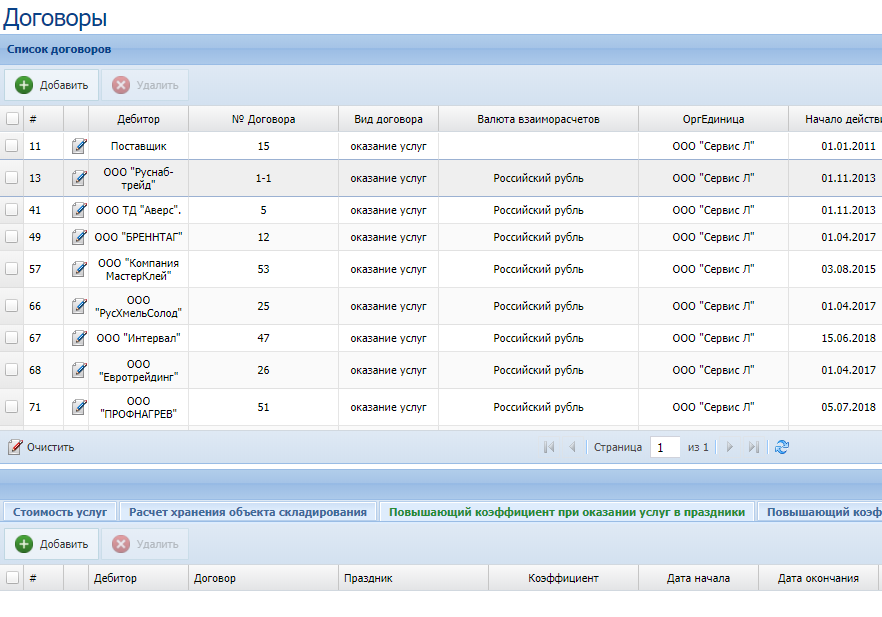 Договоры
Список договоров
Добавить Удалить
# Дебитор № Договора Вид договора Валюта взаиморасчетов ОргЕдиница Начало действи
11 Поставщик 15 оказание услуг ООО "Сервис Л" 01.01.2011
13 ООО "Руснаб-трейд" 1-1 оказание услуг Российский рубль ООО "Сервис Л" 01.11.2013
41 ООО ТД "Аверс". 5 оказание услуг Российский рубль ООО "Сервис Л" 01.11.2013
49 ООО "БРЕННТАГ" 12 оказание услуг Российский рубль ООО "Сервис Л" 01.04.2017
57 ООО "Компания МастерКлей" 53 оказание услуг Российский рубль ООО "Сервис Л" 03.08.2015
66 ООО "РусХмельСолод" 25 оказание услуг Российский рубль ООО "Сервис Л" 01.04.2017
67 ООО "Интервал" 47 оказание услуг Российский рубль ООО "Сервис Л" 15.06.2018
68 ООО "Евротрейдинг" 26 оказание услуг Российский рубль ООО "Сервис Л" 01.04.2017
71 ООО "ПРОФНАГРЕВ" 51 оказание услуг Российский рубль ООО "Сервис Л" 05.07.2018
Очистить Страница 1 из 1
Стоимость услуг Расчет хранения объекта складирования Повышающий коэффициент при оказании услуг в праздники Повышающий коэф
Добавить Удалить
# Дебитор Договор Праздник Коэффициент Дата начала Дата окончания